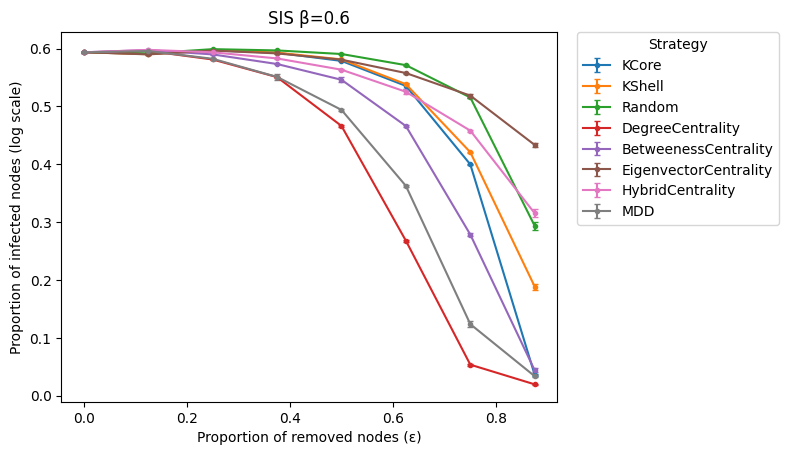 SIS β=0.6
Proportion of infected nodes (log scale)
0.6
0.5
0.4
0.3
0.2
0.1
0.0
0.0 0.2 0.4 0.6 0.8
Proportion of removed nodes (ε)
Strategy
KCore
KShell
Random
DegreeCentrality
BetweenessCentrality
EigenvectorCentrality
HybridCentrality
MDD